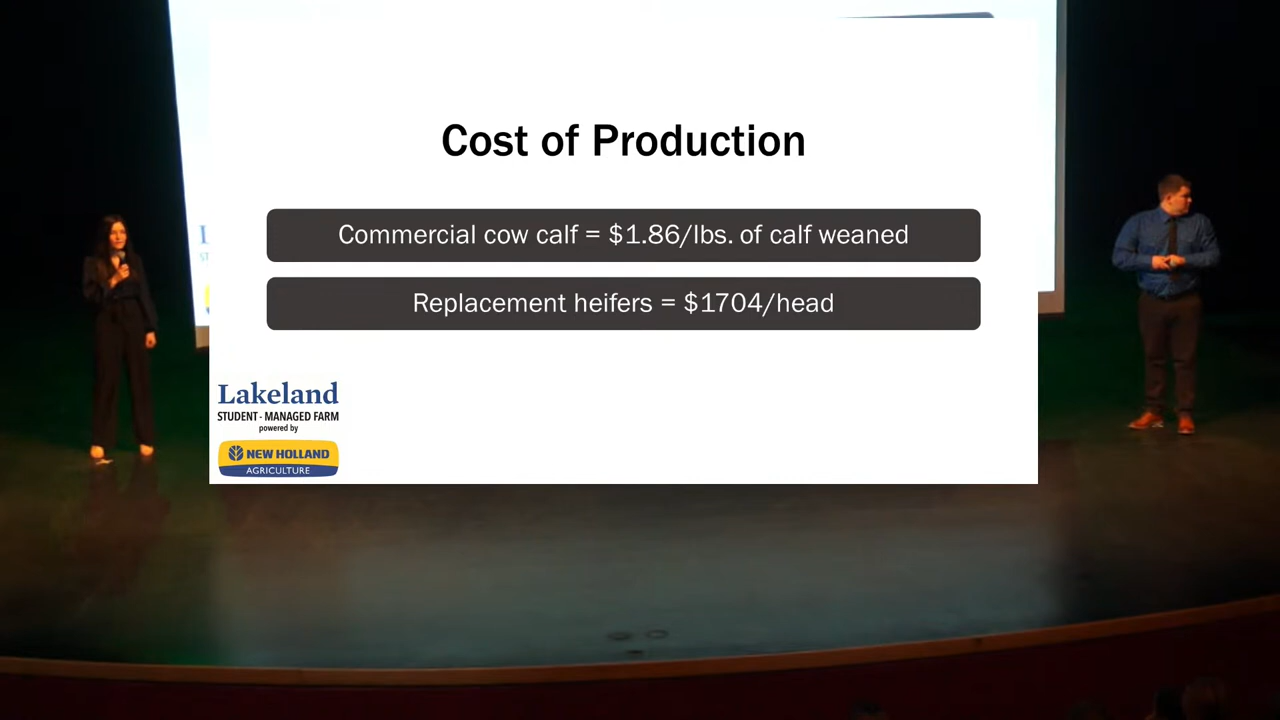 Cost of Production
Commercial cow calf = $1.86/lbs. of calf weaned
Replacement heifers = $1704/head
Lakeland
STUDENT - MANAGED FARM
powered by
NEW HOLLAND
AGRICULTURE